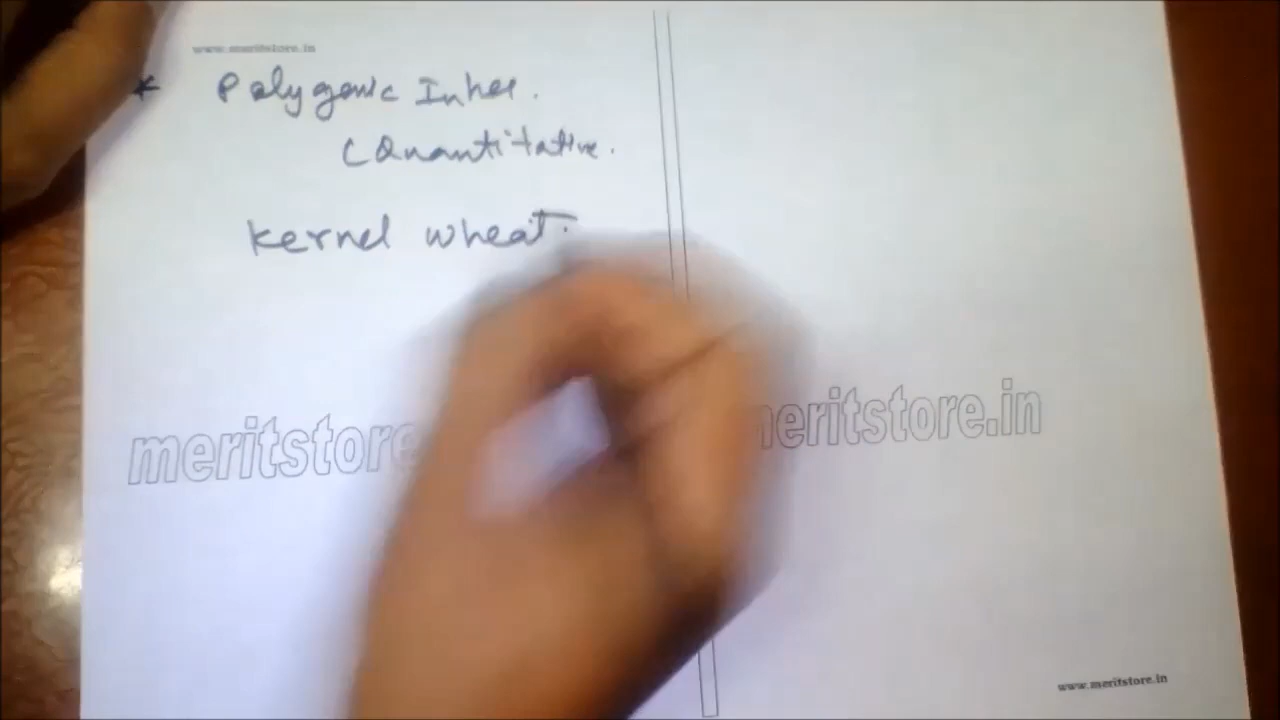 www.meritstore.in
* Polygenic Inher.
(Quantitative.
Kernel wheat.
meritstore
meritstore.in
www.meritstore.in